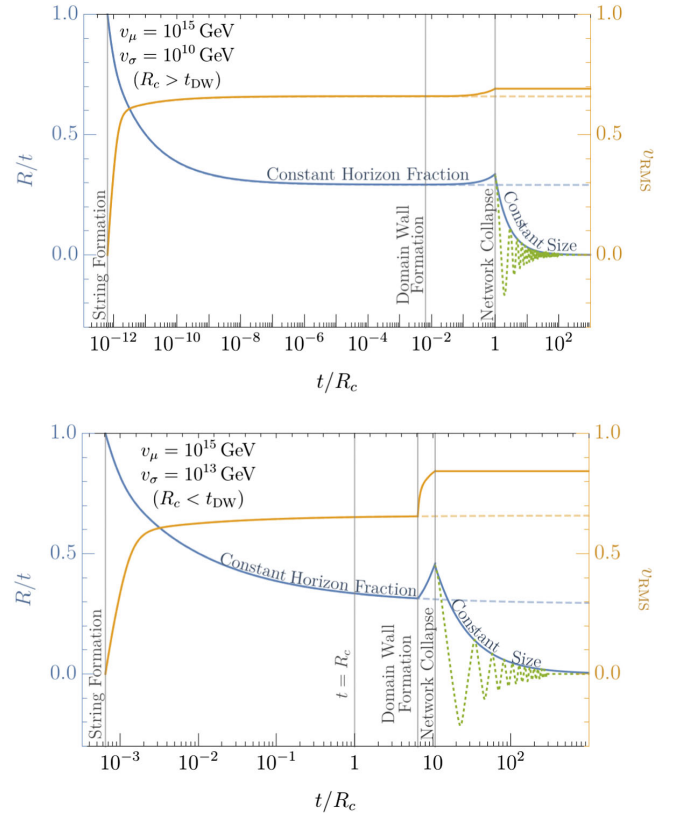 1.0
0.5
0.0
R/t
1.0
0.5
0.0
v_RMS
v_μ = 10^15 GeV
v_σ = 10^10 GeV
(R_c > t_DW)
Constant Horizon Fraction
Constant Size
String Formation
Domain Wall
Formation
Network Collapse
10^−12
10^−10
10^−8
10^−6
10^−4
10^−2
1
10^2
t/R_c
1.0
0.5
0.0
R/t
1.0
0.5
0.0
v_RMS
v_μ = 10^15 GeV
v_σ = 10^13 GeV
(R_c < t_DW)
Constant Horizon Fraction
Constant Size
String Formation
t = R_c
Domain Wall
Formation
Network Collapse
10^−3
10^−2
10^−1
1
10
10^2
t/R_c